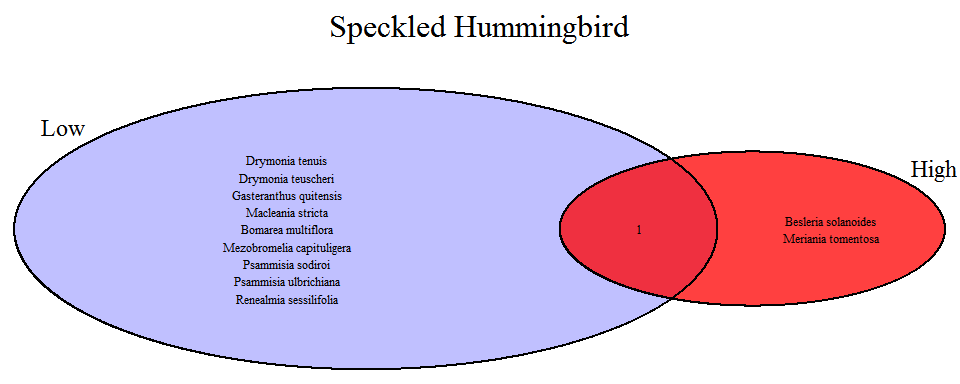 Speckled Hummingbird
Low
High
Drymonia tenuis
Drymonia teuscheri
Gasteranthus quitensis
Macleania stricta
Bomarea multiflora
Mezobromelia capituligera
Psammisia sodiroi
Psammisia ulbrichiana
Renealmia sessilifolia
1
Besleria solanoides
Meriania tomentosa